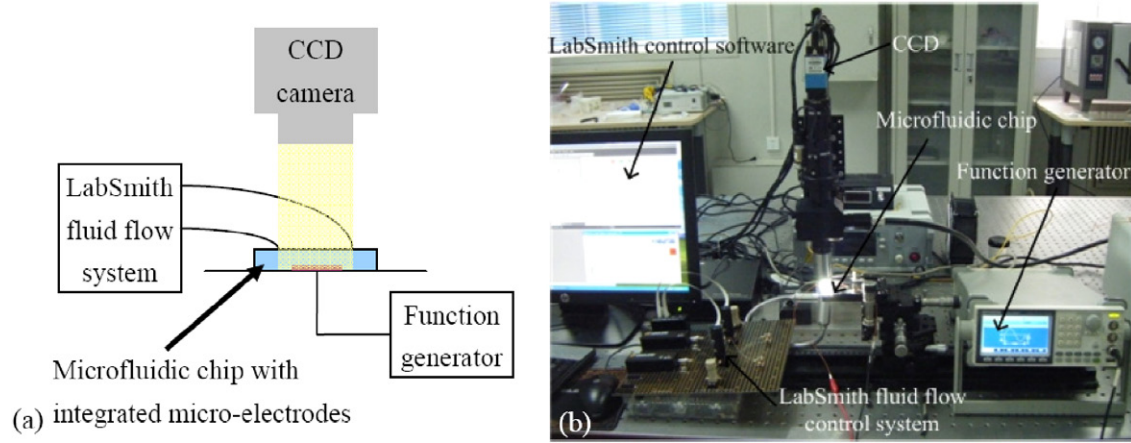 CCD
camera
LabSmith
fluid flow
system
Function
generator
Microfluidic chip with
integrated micro-electrodes
(a)
LabSmith control software
CCD
Microfluidic chip
Function generator
LabSmith fluid flow
control system
(b)